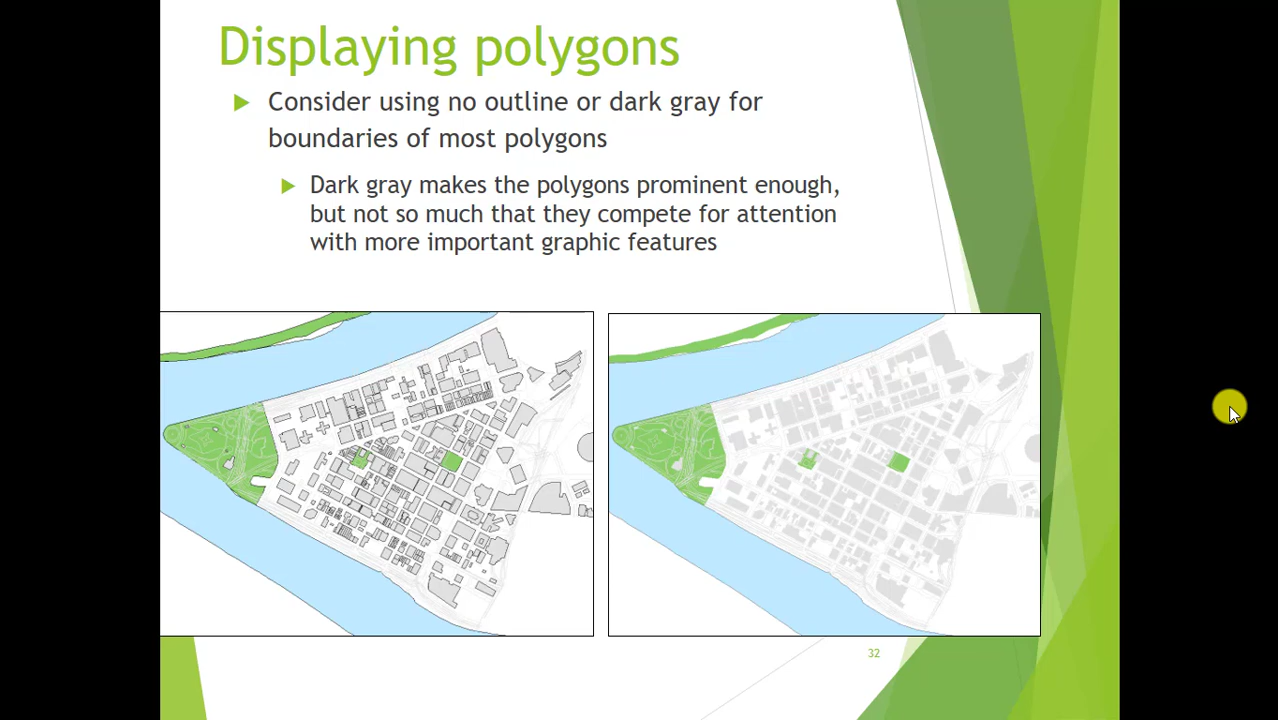 Displaying polygons
Consider using no outline or dark gray for
boundaries of most polygons
Dark gray makes the polygons prominent enough,
but not so much that they compete for attention
with more important graphic features
32